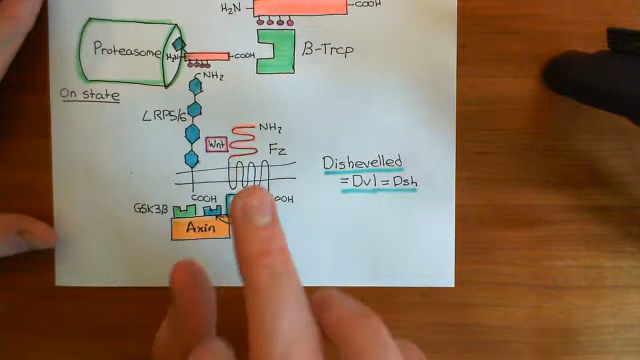 H₂N
COOH
Proteasome
H₂N
COOH
β-Trcp
NH₂
On state
LRP5/6
NH₂
Wnt
Fz
Dishevelled
= Dvl = Dsh
COOH
GSK3β
Axin